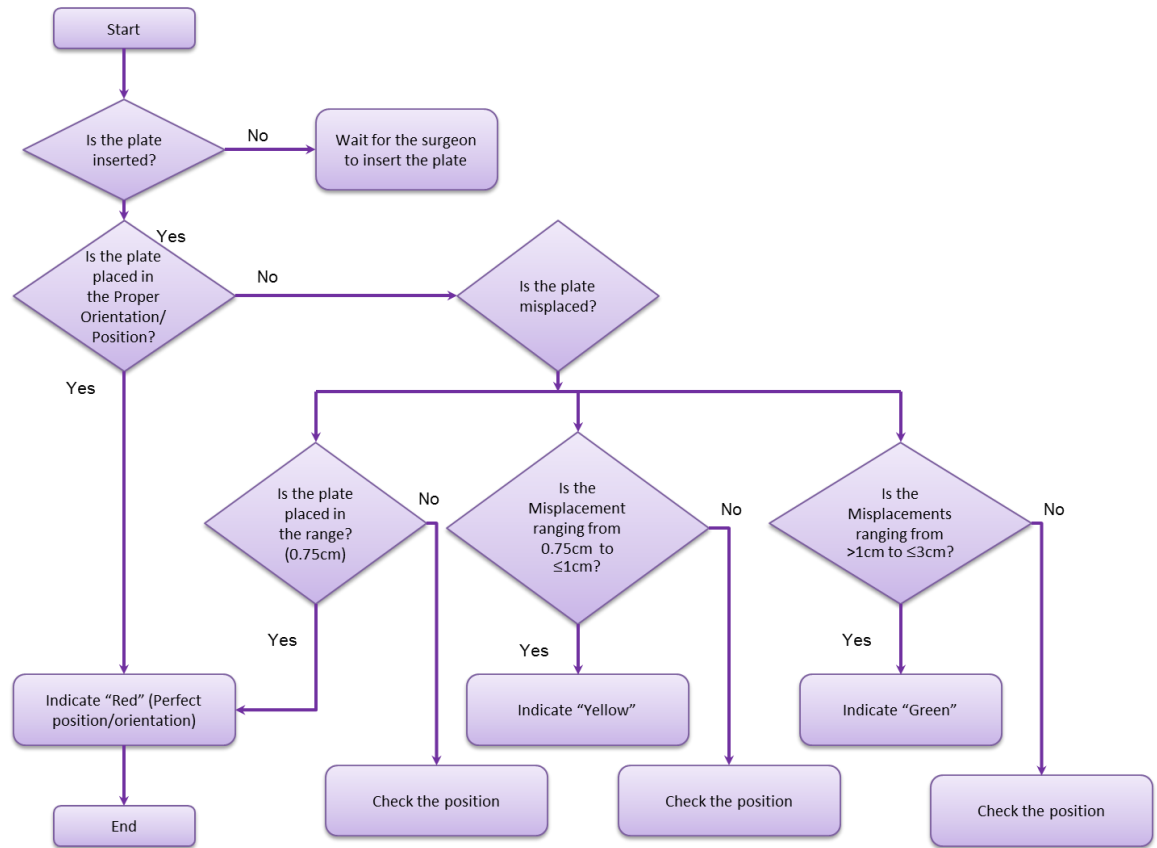 Start
Is the plate
inserted?
No
Wait for the surgeon
to insert the plate
Yes
Is the plate
placed in
the Proper
Orientation/
Position?
No
Is the plate
misplaced?
Yes
Is the plate
placed in
the range?
(0.75cm)
No
Yes
Is the
Misplacement
ranging from
0.75cm to
≤1cm?
No
Yes
Is the
Misplacements
ranging from
>1cm to ≤3cm?
No
Yes
Indicate “Red” (Perfect
position/orientation)
Indicate “Yellow”
Indicate “Green”
Check the position
Check the position
Check the position
End